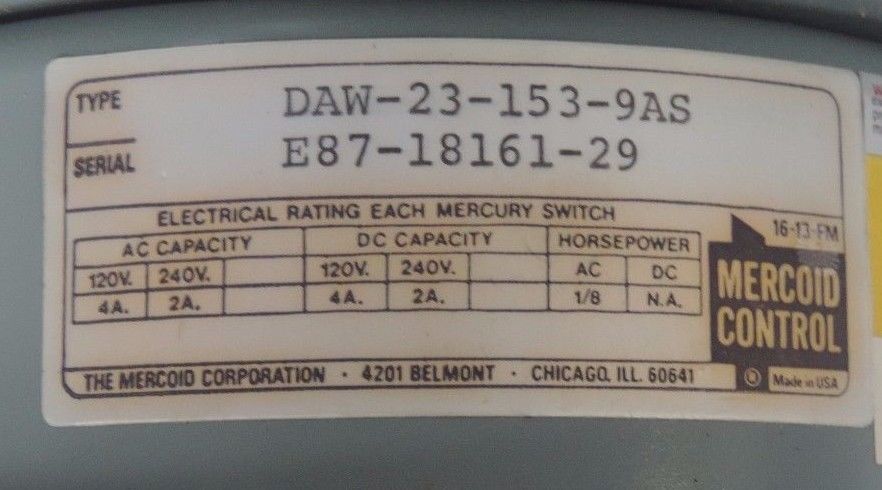 TYPE DAW-23-153-9AS
SERIAL E87-18161-29
ELECTRICAL RATING EACH MERCURY SWITCH
16-13-FM
AC CAPACITY DC CAPACITY HORSEPOWER
120V. 240V. 120V. 240V. AC DC
4A. 2A. 4A. 2A. 1/8 N.A.
MERCOID
CONTROL
THE MERCOID CORPORATION · 4201 BELMONT · CHICAGO, ILL. 60641
Made in USA